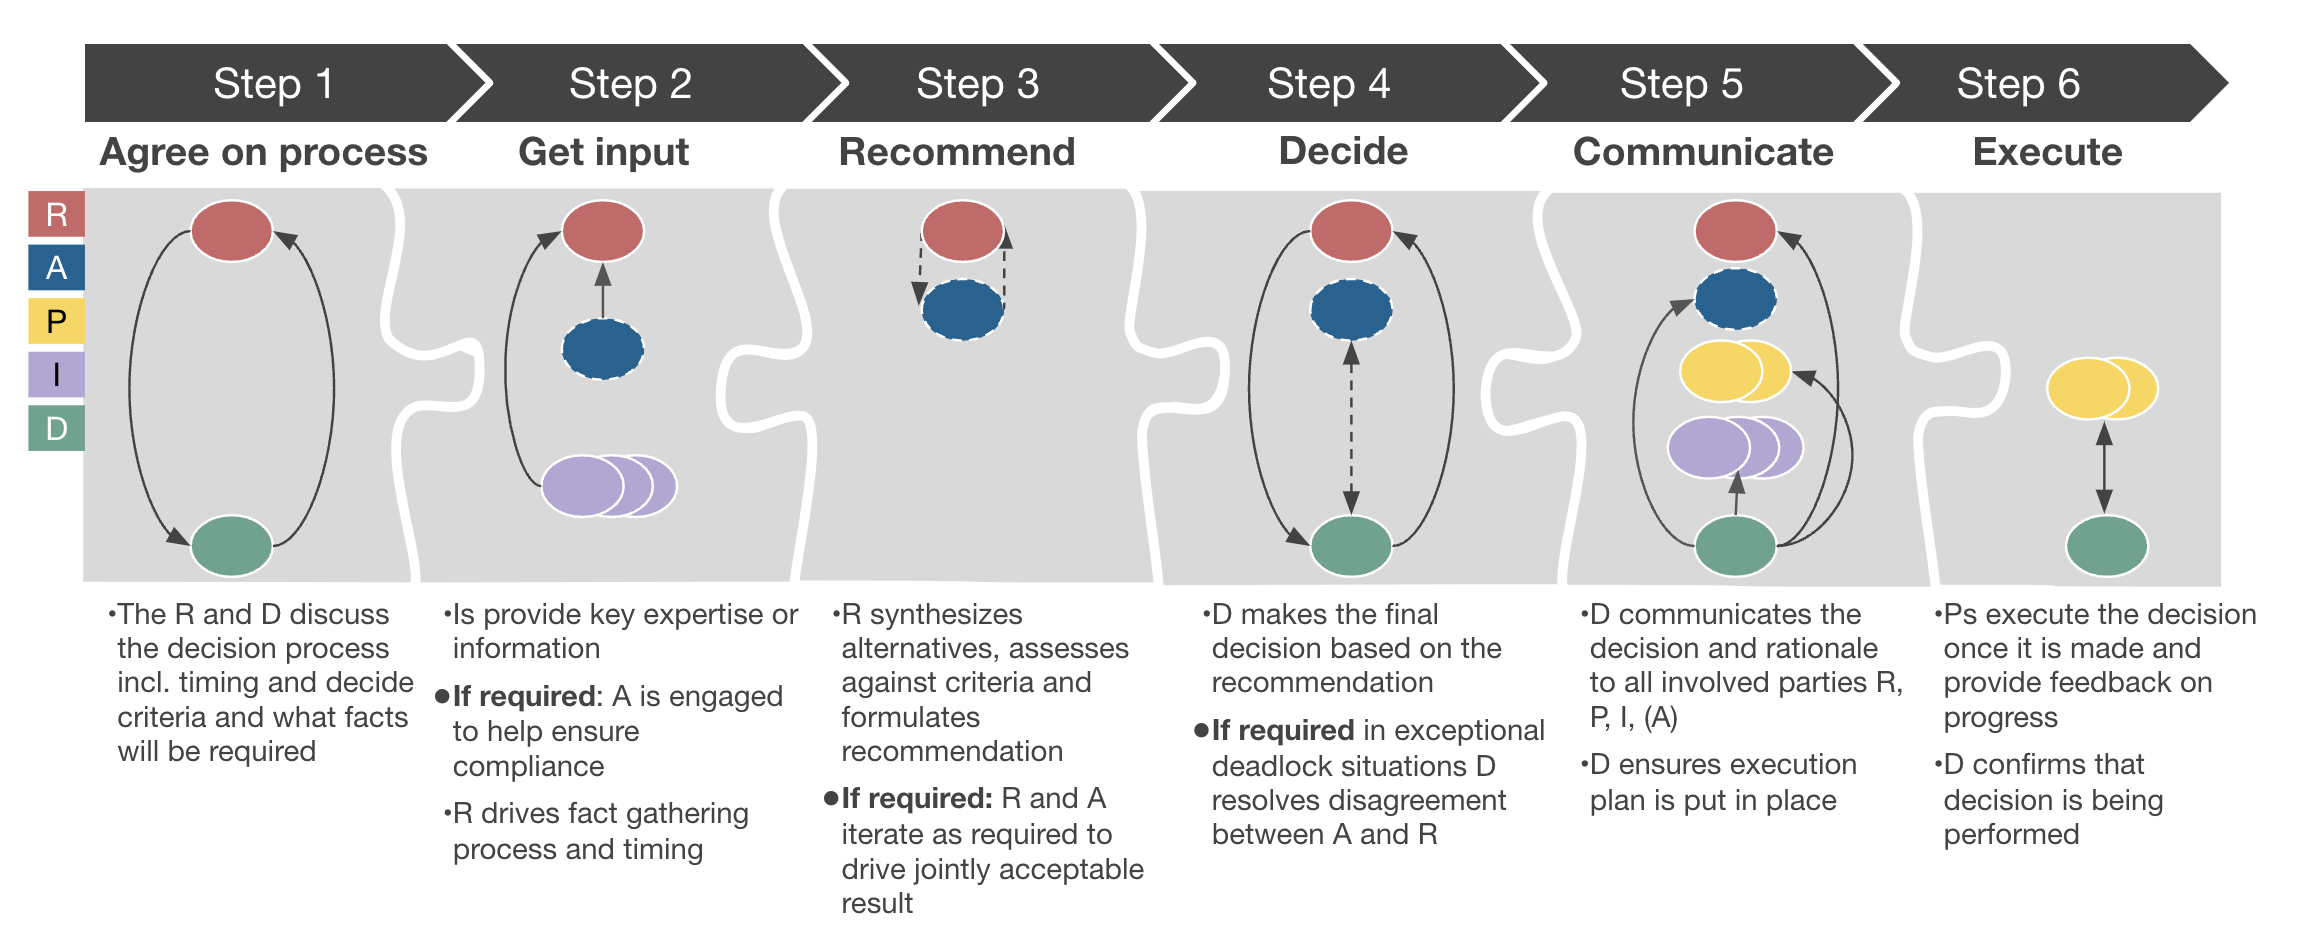 Step 1
Step 2
Step 3
Step 4
Step 5
Step 6
Agree on process
Get input
Recommend
Decide
Communicate
Execute
R
A
P
I
D
•The R and D discuss
the decision process
incl. timing and decide
criteria and what facts
will be required
•Is provide key expertise or
information
●If required: A is engaged
to help ensure
compliance
•R drives fact gathering
process and timing
•R synthesizes
alternatives, assesses
against criteria and
formulates
recommendation
●If required: R and A
iterate as required to
drive jointly acceptable
result
•D makes the final
decision based on the
recommendation
●If required in exceptional
deadlock situations D
resolves disagreement
between A and R
•D communicates the
decision and rationale
to all involved parties R,
P, I, (A)
•D ensures execution
plan is put in place
•Ps execute the decision
once it is made and
provide feedback on
progress
•D confirms that
decision is being
performed